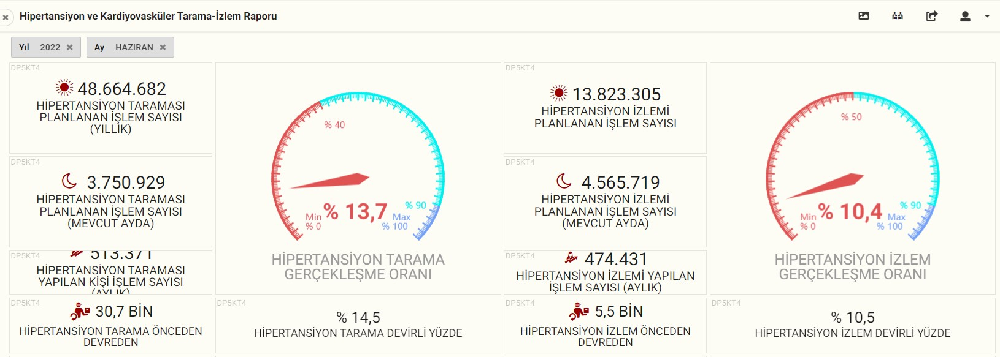 Hipertansiyon ve Kardiyovasküler Tarama-İzlem Raporu
Yıl 2022
Ay HAZIRAN
DP5KT4
48.664.682
HİPERTANSİYON TARAMASI
PLANLANAN İŞLEM SAYISI
(YILLIK)
DP5KT4
3.750.929
HİPERTANSİYON TARAMASI
PLANLANAN İŞLEM SAYISI
(MEVCUT AYDA)
DP5KT4
513.371
HİPERTANSİYON TARAMASI
YAPILAN KİŞİ İŞLEM SAYISI
(AYLIK)
DP5KT4
30,7 BİN
HİPERTANSİYON TARAMA ÖNCEDEN
DEVREDEN
% 40
% 90
% 13,7
Min
% 0
Max
% 100
HİPERTANSİYON TARAMA
GERÇEKLEŞME ORANI
DP5KT4
% 14,5
HİPERTANSİYON TARAMA DEVİRLİ YÜZDE
DP5KT4
13.823.305
HİPERTANSİYON İZLEMİ
PLANLANAN İŞLEM SAYISI
DP5KT4
4.565.719
HİPERTANSİYON İZLEMİ
PLANLANAN İŞLEM SAYISI
(MEVCUT AYDA)
DP5KT4
474.431
HİPERTANSİYON İZLEMİ YAPILAN
İŞLEM SAYISI (AYLIK)
DP5KT4
5,5 BİN
HİPERTANSİYON İZLEM ÖNCEDEN
DEVREDEN
% 50
% 90
% 10,4
Min
% 0
Max
% 100
HİPERTANSİYON İZLEM
GERÇEKLEŞME ORANI
DP5KT4
% 10,5
HİPERTANSİYON İZLEM DEVİRLİ YÜZDE